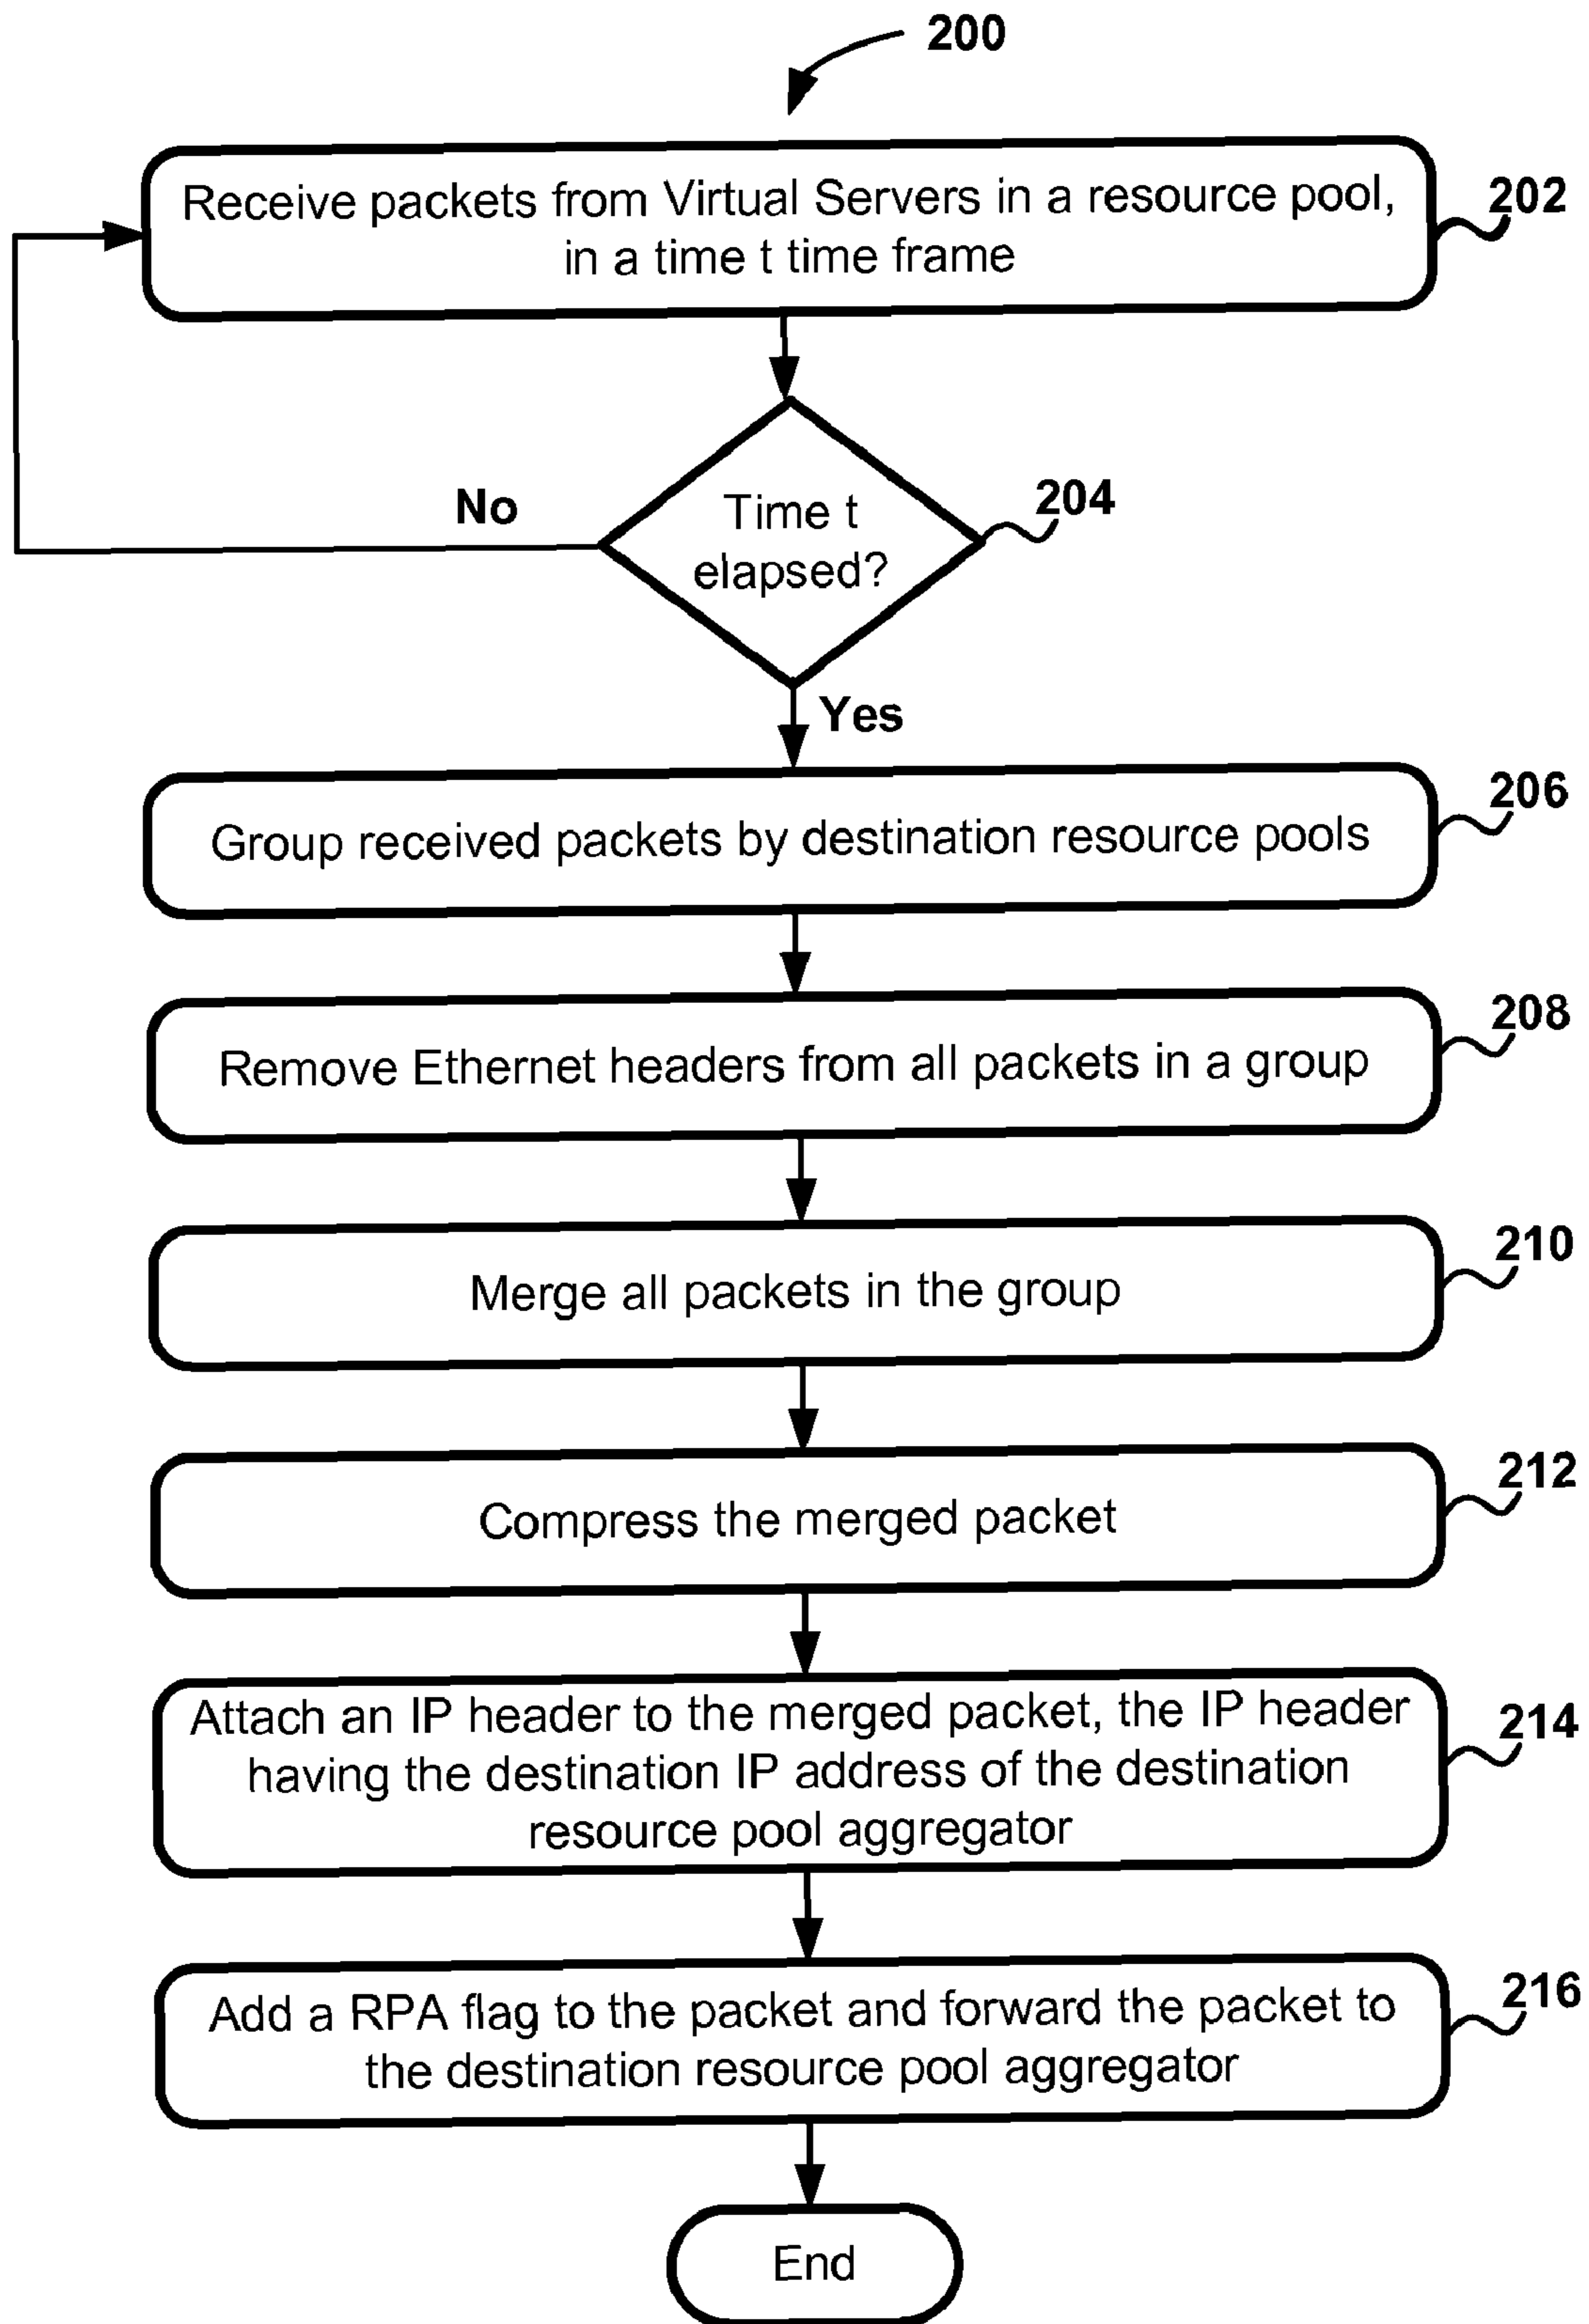 200
Receive packets from Virtual Servers in a resource pool,
in a time t time frame
202
Time t
elapsed?
204
No
Yes
Group received packets by destination resource pools
206
Remove Ethernet headers from all packets in a group
208
Merge all packets in the group
210
Compress the merged packet
212
Attach an IP header to the merged packet, the IP header
having the destination IP address of the destination
resource pool aggregator
214
Add a RPA flag to the packet and forward the packet to
the destination resource pool aggregator
216
End